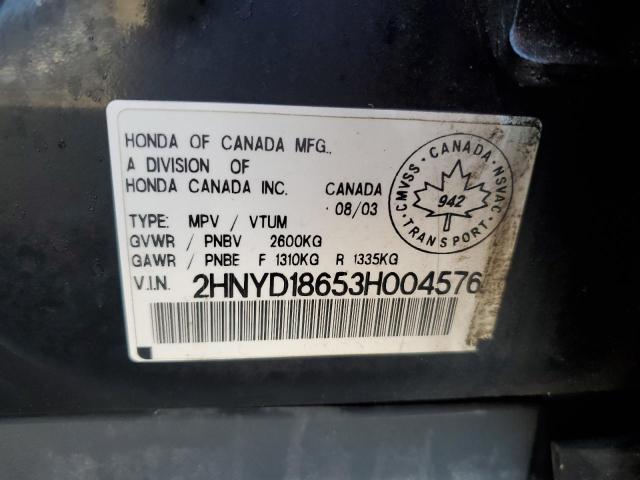 HONDA OF CANADA MFG.,
A DIVISION OF
HONDA CANADA INC. CANADA
08/03
TYPE: MPV / VTUM
GVWR / PNBV 2600KG
GAWR / PNBE F 1310KG R 1335KG
V.I.N. 2HNYD18653H004576
CMVSS · CANADA · NSVAC
942
· TRANSPORT ·